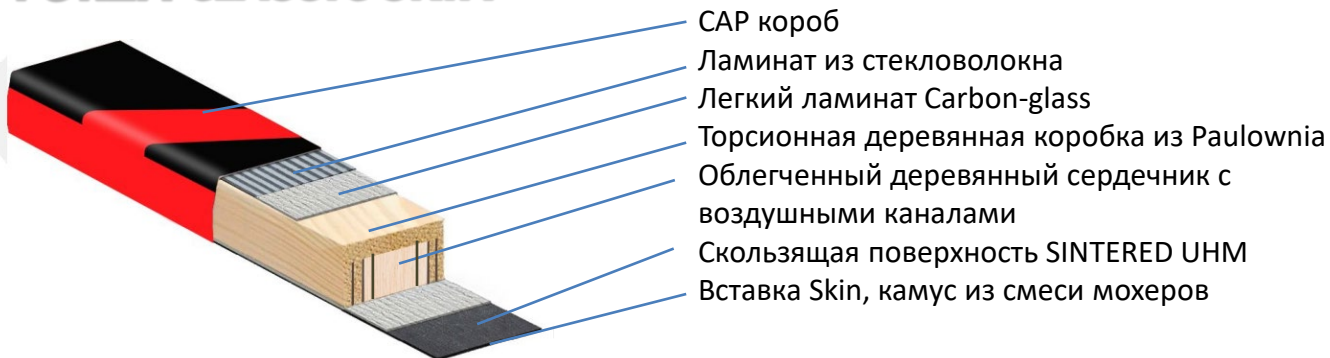 CAP короб
Ламинат из стекловолокна
Легкий ламинат Carbon-glass
Торсионная деревянная коробка из Paulownia
Облегченный деревянный сердечник с
воздушными каналами
Скользящая поверхность SINTERED UHM
Вставка Skin, камус из смеси мохеров